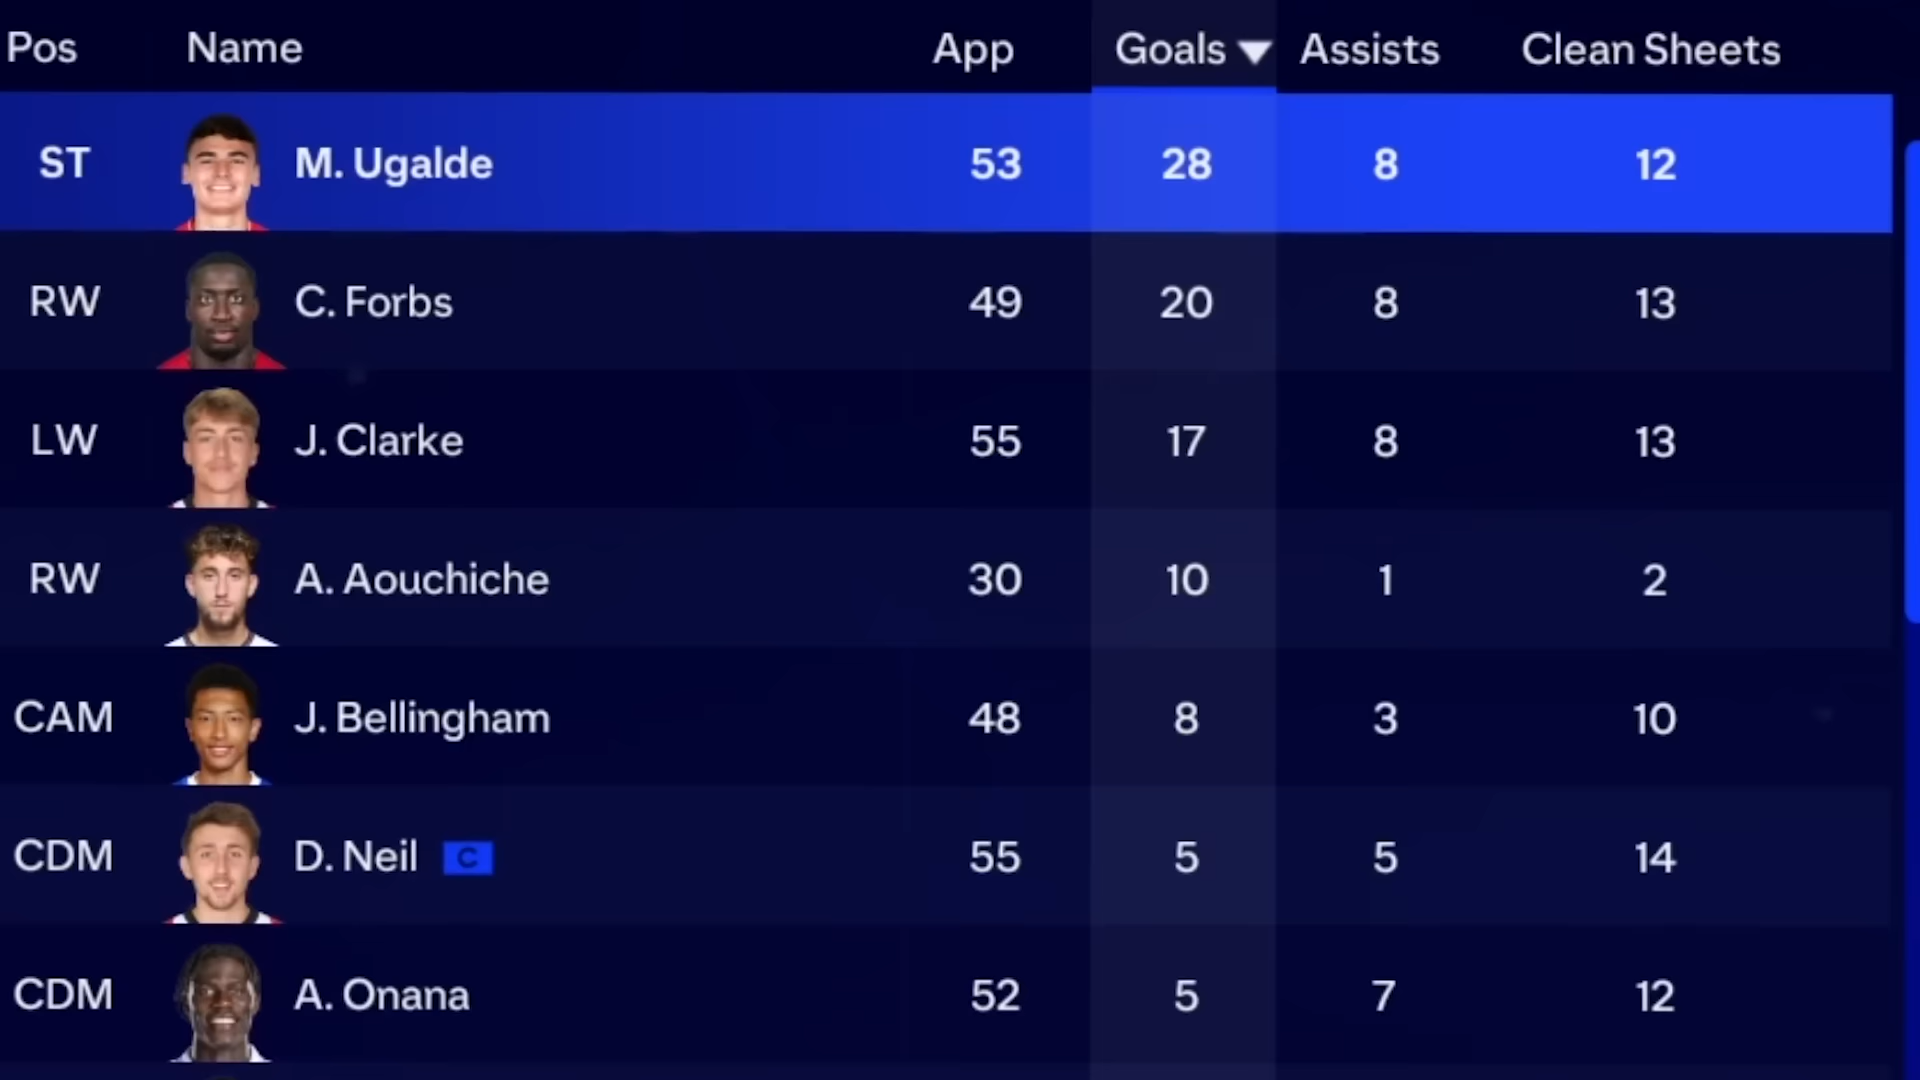 Pos Name App Goals Assists Clean Sheets
ST M. Ugalde 53 28 8 12
RW C. Forbs 49 20 8 13
LW J. Clarke 55 17 8 13
RW A. Aouchiche 30 10 1 2
CAM J. Bellingham 48 8 3 10
CDM D. Neil C 55 5 5 14
CDM A. Onana 52 5 7 12